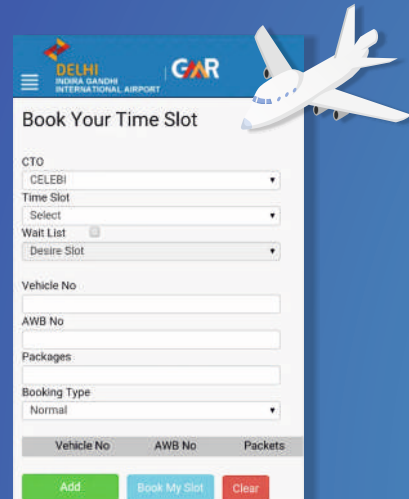 DELHI
INDIRA GANDHI
INTERNATIONAL AIRPORT
GMR
Book Your Time Slot
CTO
CELEBI
Time Slot
Select
Wait List
Desire Slot
Vehicle No
AWB No
Packages
Booking Type
Normal
Vehicle No AWB No Packets
Add Book My Slot Clear